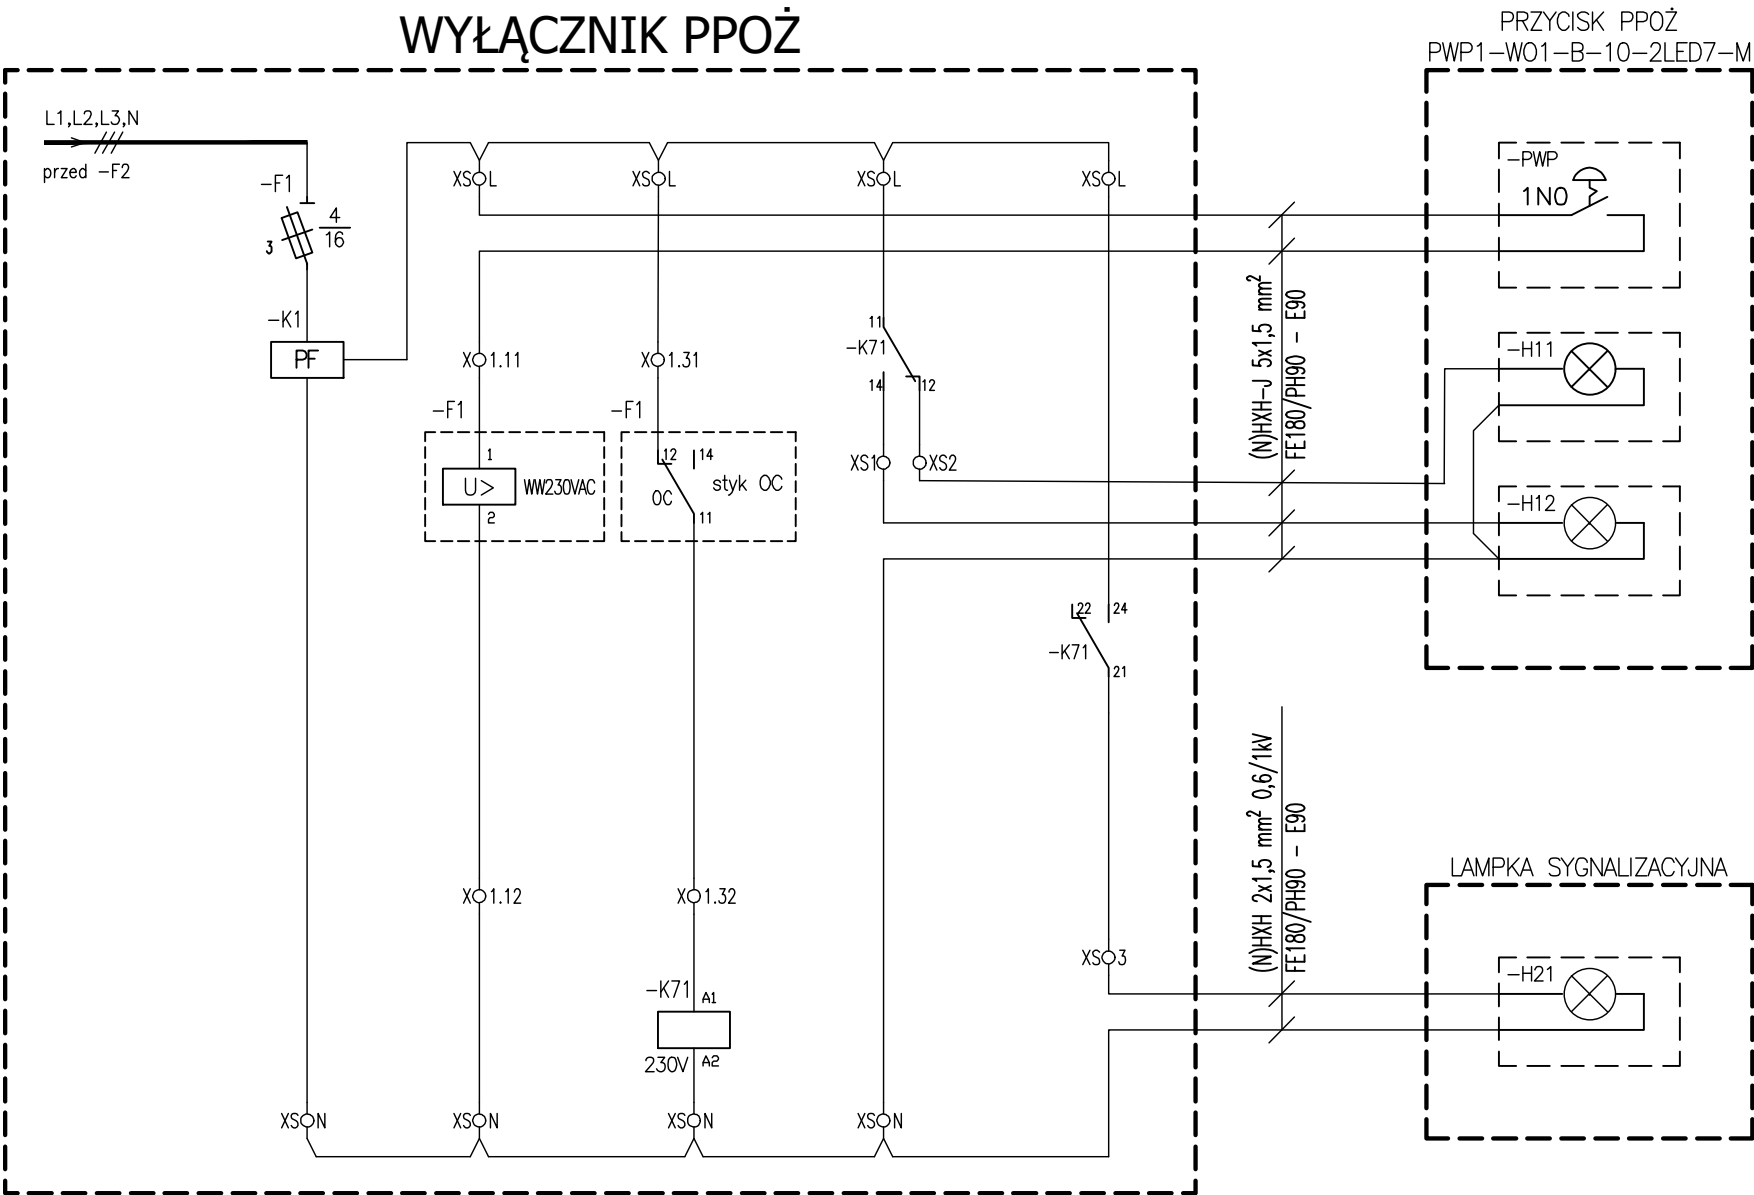 WYŁĄCZNIK PPOŻ
PRZYCISK PPOŻ
PWP1-W01-B-10-2LED7-M
L1,L2,L3,N
przed -F2
-F1
4
16
3
-K1
PF
XS L
XS L
XS L
XS L
-PWP
1NO
(N)HXH-J 5x1,5 mm²
FE180/PH90 - E90
X 1.11
X 1.31
11
-K71
14
12
-H11
-F1
1
U>
WW230VAC
2
-F1
12
14
OC
styk OC
11
XS1
XS2
-H12
22
24
-K71
21
(N)HXH 2x1,5 mm² 0,6/1kV
FE180/PH90 - E90
LAMPKA SYGNALIZACYJNA
X 1.12
X 1.32
XS 3
-H21
-K71
A1
230V
A2
XS N
XS N
XS N
XS N